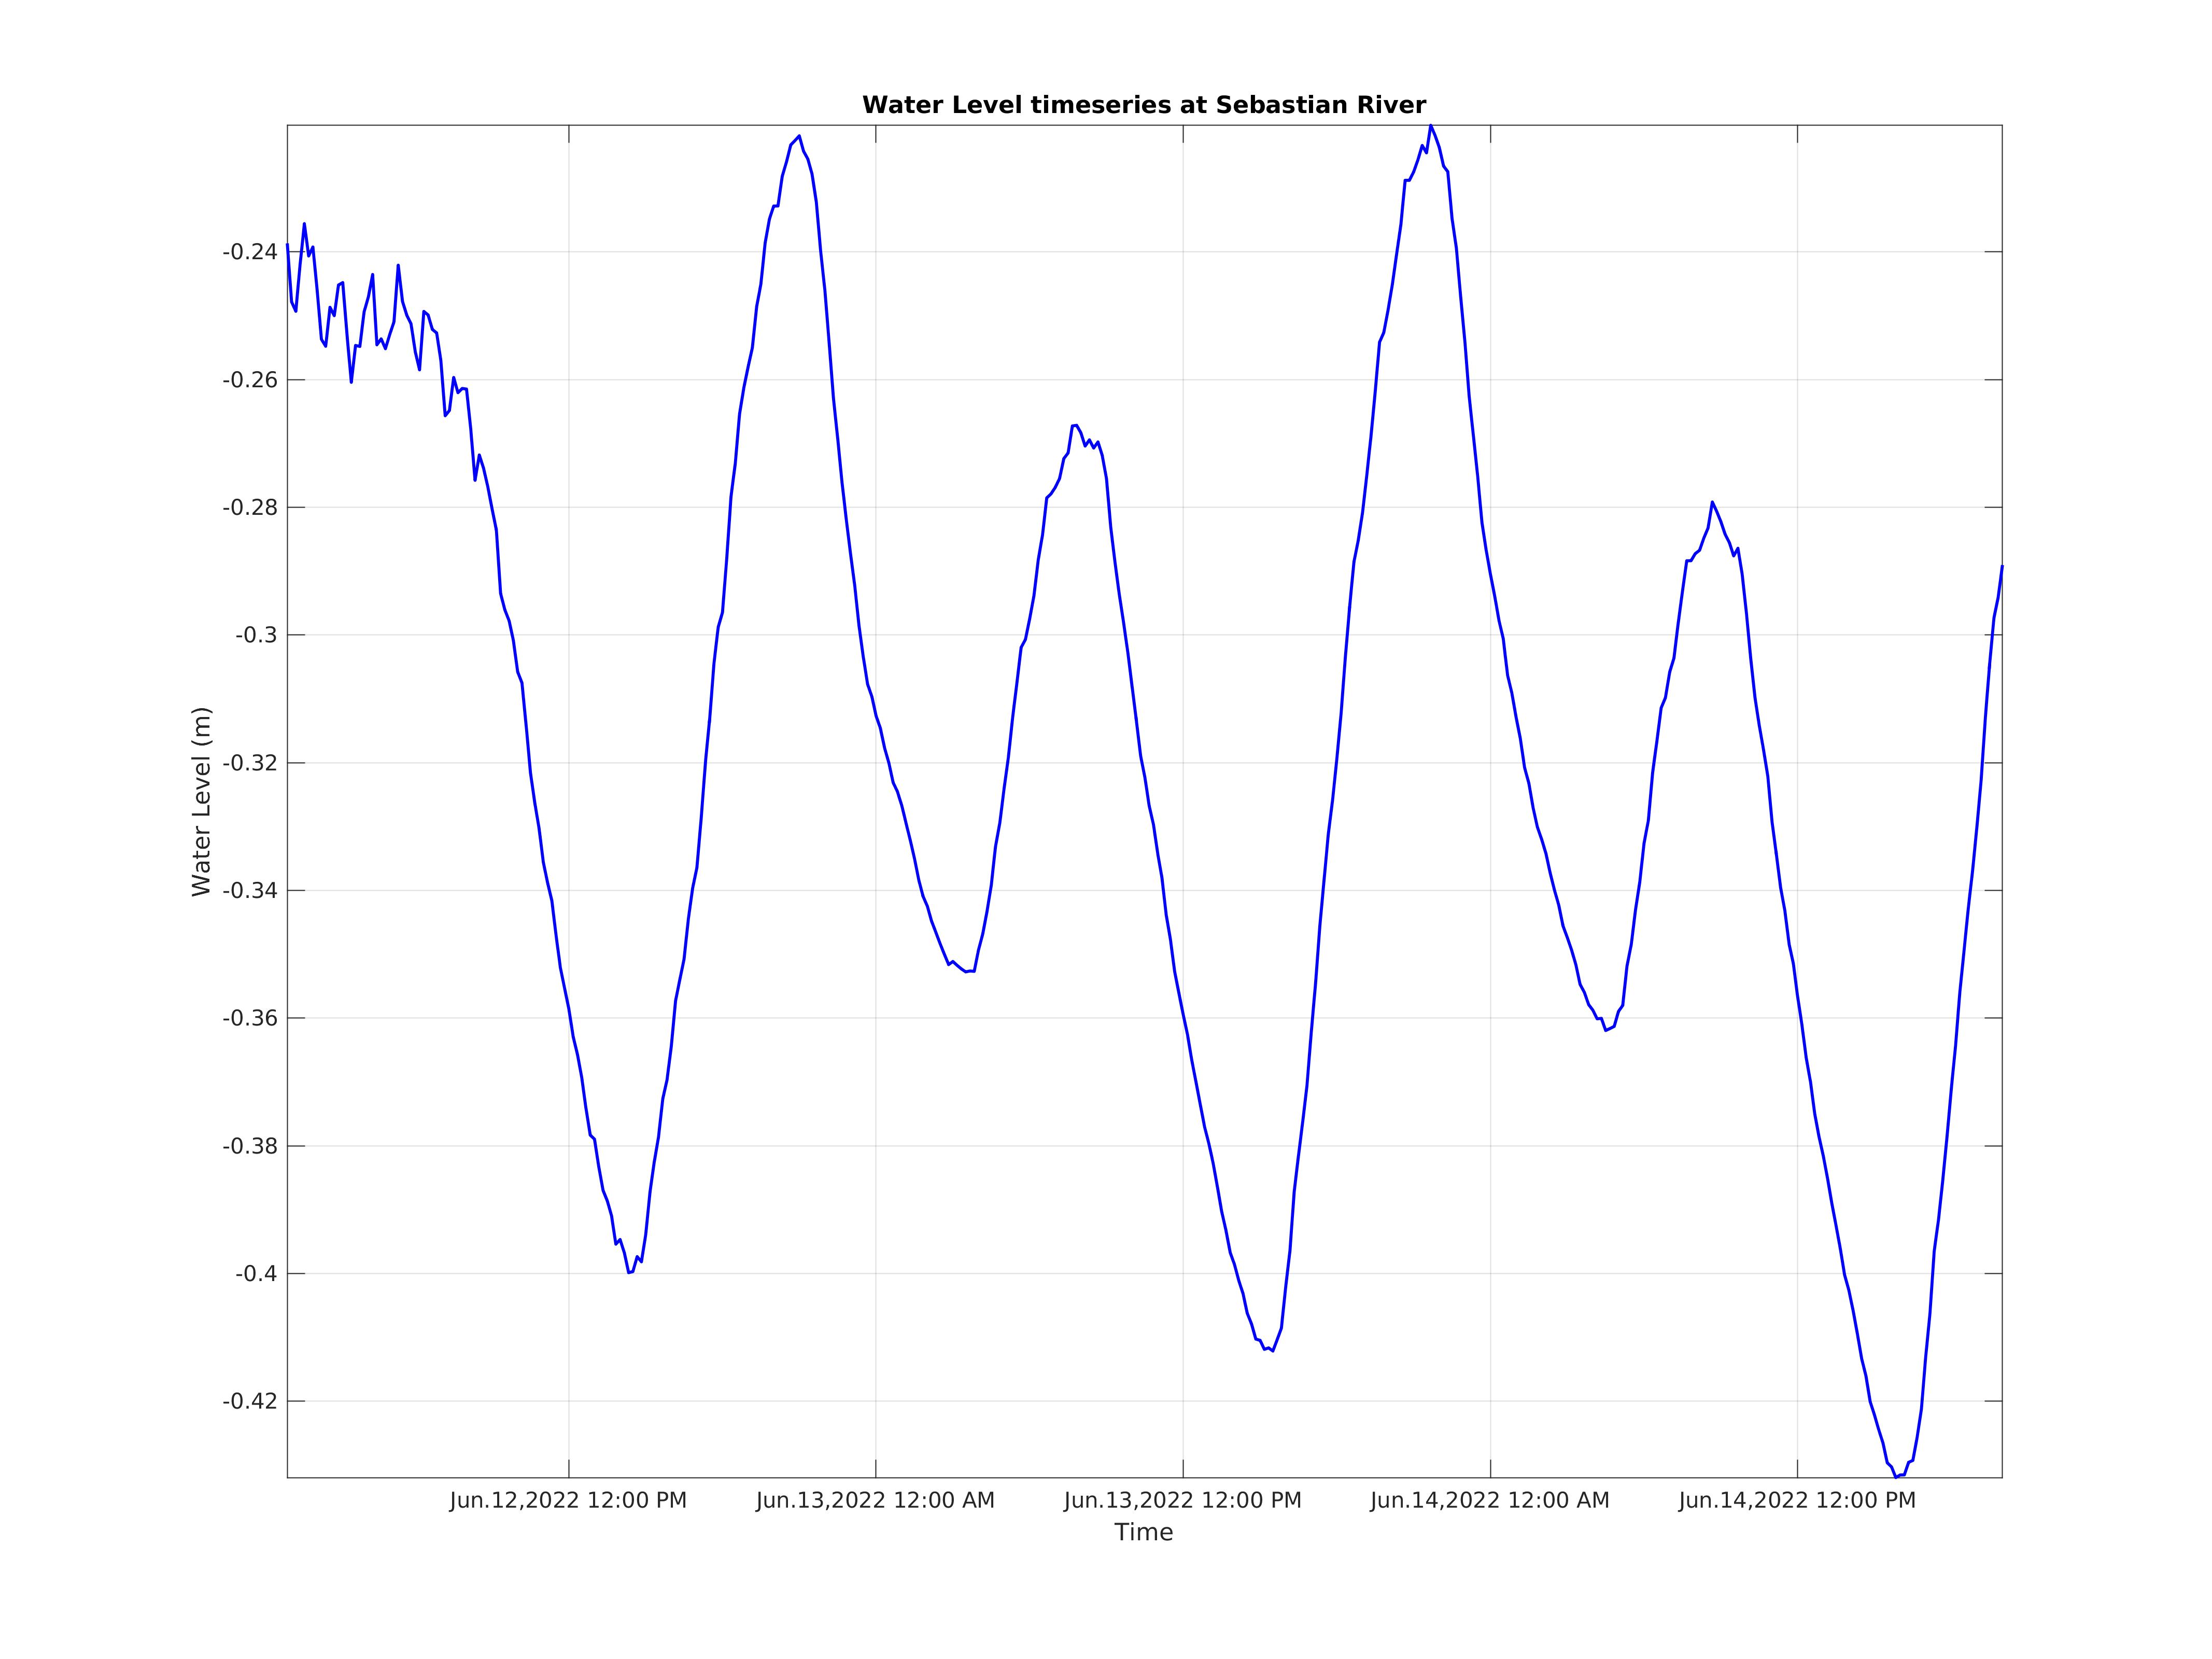 Water Level timeseries at Sebastian River
-0.24
-0.26
-0.28
-0.3
-0.32
-0.34
-0.36
-0.38
-0.4
-0.42
Water Level (m)
Jun.12,2022 12:00 PM
Jun.13,2022 12:00 AM
Jun.13,2022 12:00 PM
Jun.14,2022 12:00 AM
Jun.14,2022 12:00 PM
Time